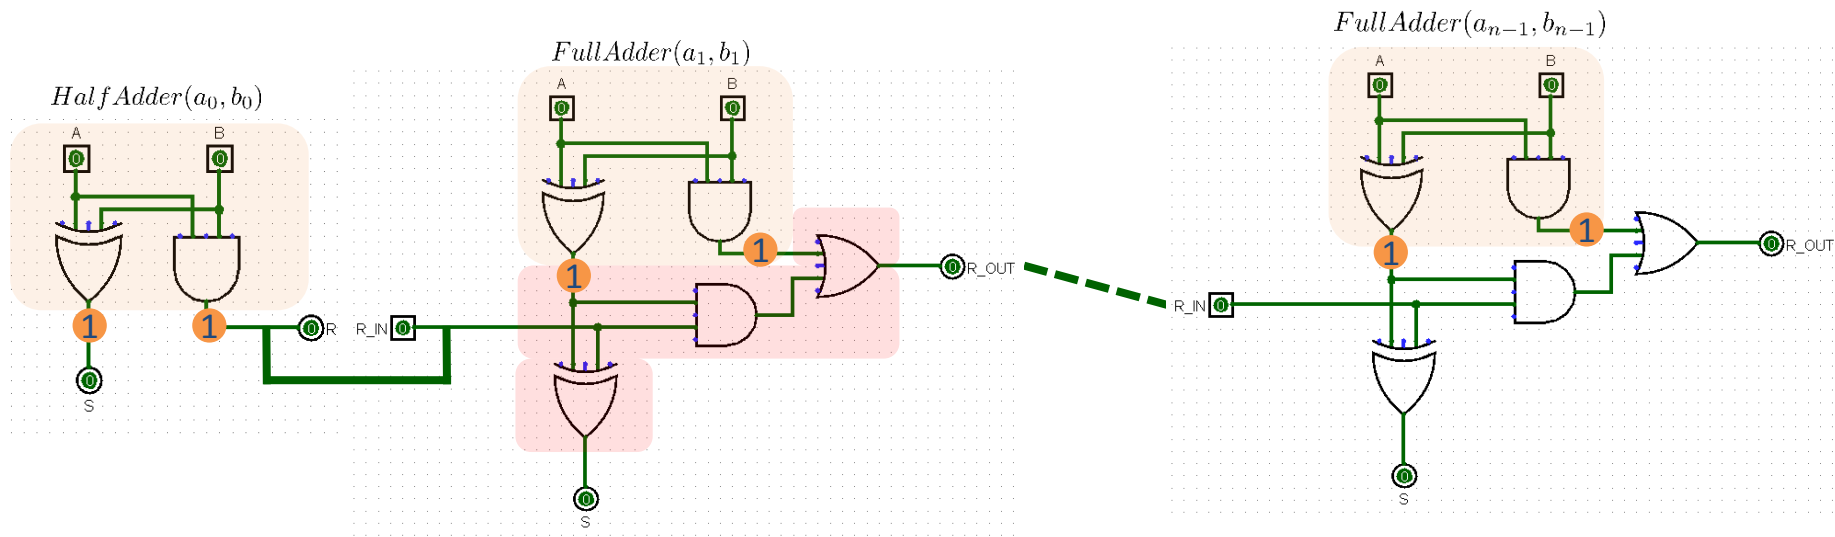 HalfAdder(a₀, b₀)
A B
0 0
1 1
0 R
0
S
FullAdder(a₁, b₁)
A B
0 0
1
1
0 R_OUT
R_IN 0
0
S
FullAdder(aₙ₋₁, bₙ₋₁)
A B
0 0
1
1
0 R_OUT
R_IN 0
0
S